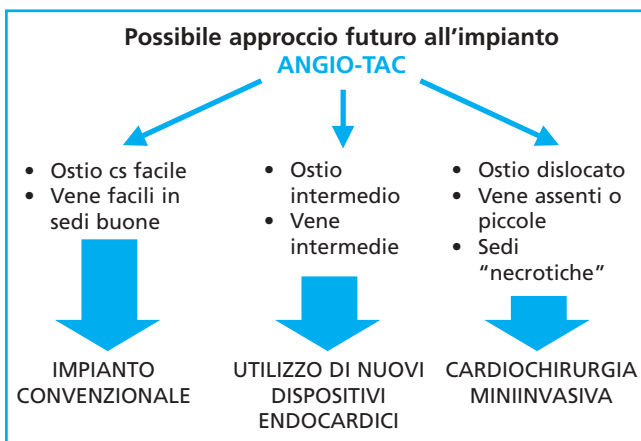 Possibile approccio futuro all'impianto
ANGIO-TAC
• Ostio cs facile
• Vene facili in
sedi buone
• Ostio
intermedio
• Vene
intermedie
• Ostio dislocato
• Vene assenti o
piccole
• Sedi
"necrotiche"
IMPIANTO
CONVENZIONALE
UTILIZZO DI NUOVI
DISPOSITIVI
ENDOCARDICI
CARDIOCHIRURGIA
MINIINVASIVA